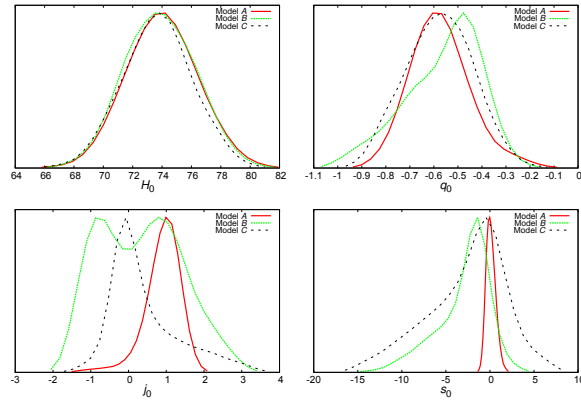 Model A
Model B
Model C
64 66 68 70 72 74 76 78 80 82
H0
Model A
Model B
Model C
-1.1 -1 -0.9 -0.8 -0.7 -0.6 -0.5 -0.4 -0.3 -0.2 -0.1 0
q0
Model A
Model B
Model C
-3 -2 -1 0 1 2 3 4
j0
Model A
Model B
Model C
-20 -15 -10 -5 0 5 10
s0